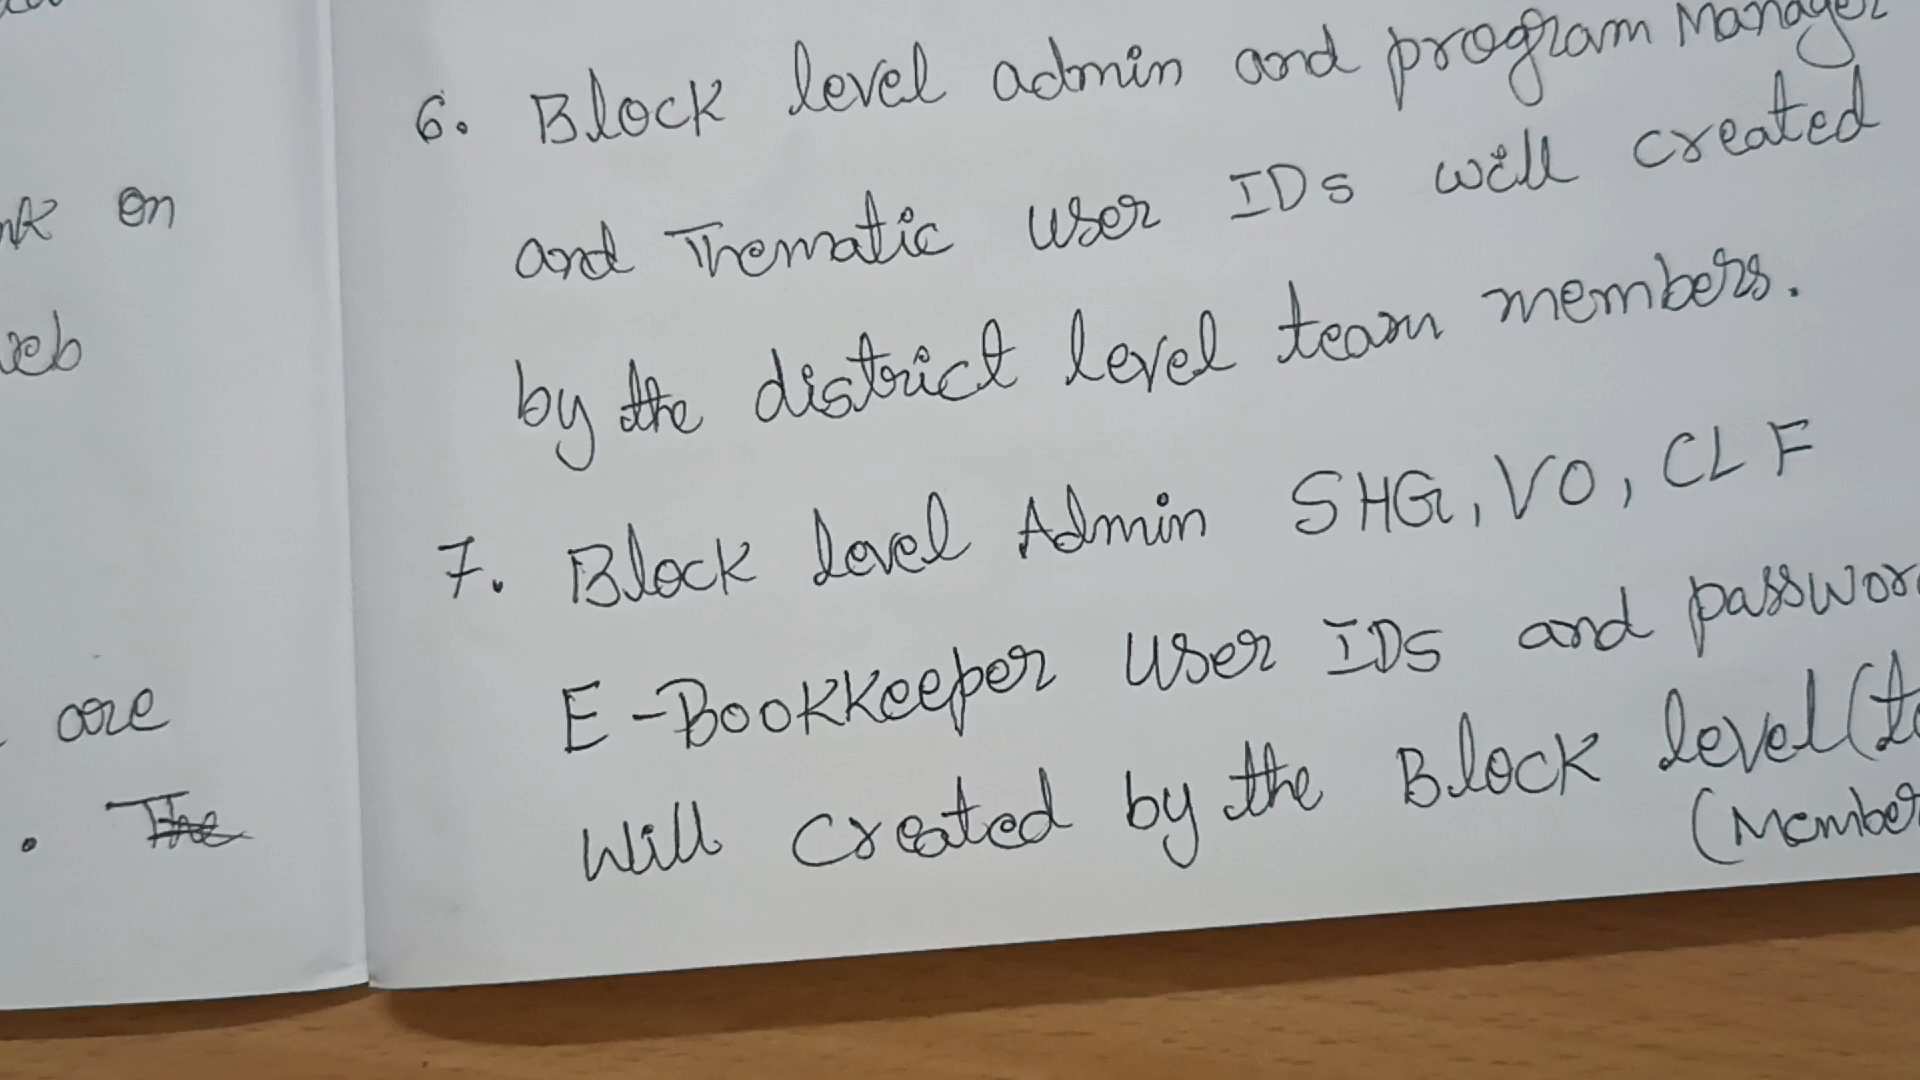 on
are
The
6. Block level admin and program Manager
and Thematic User IDs will created
by the district level team members.
7. Block level Admin SHG, VO, CLF
E-Bookkeeper User IDs and
Will created by the Block level
(Member